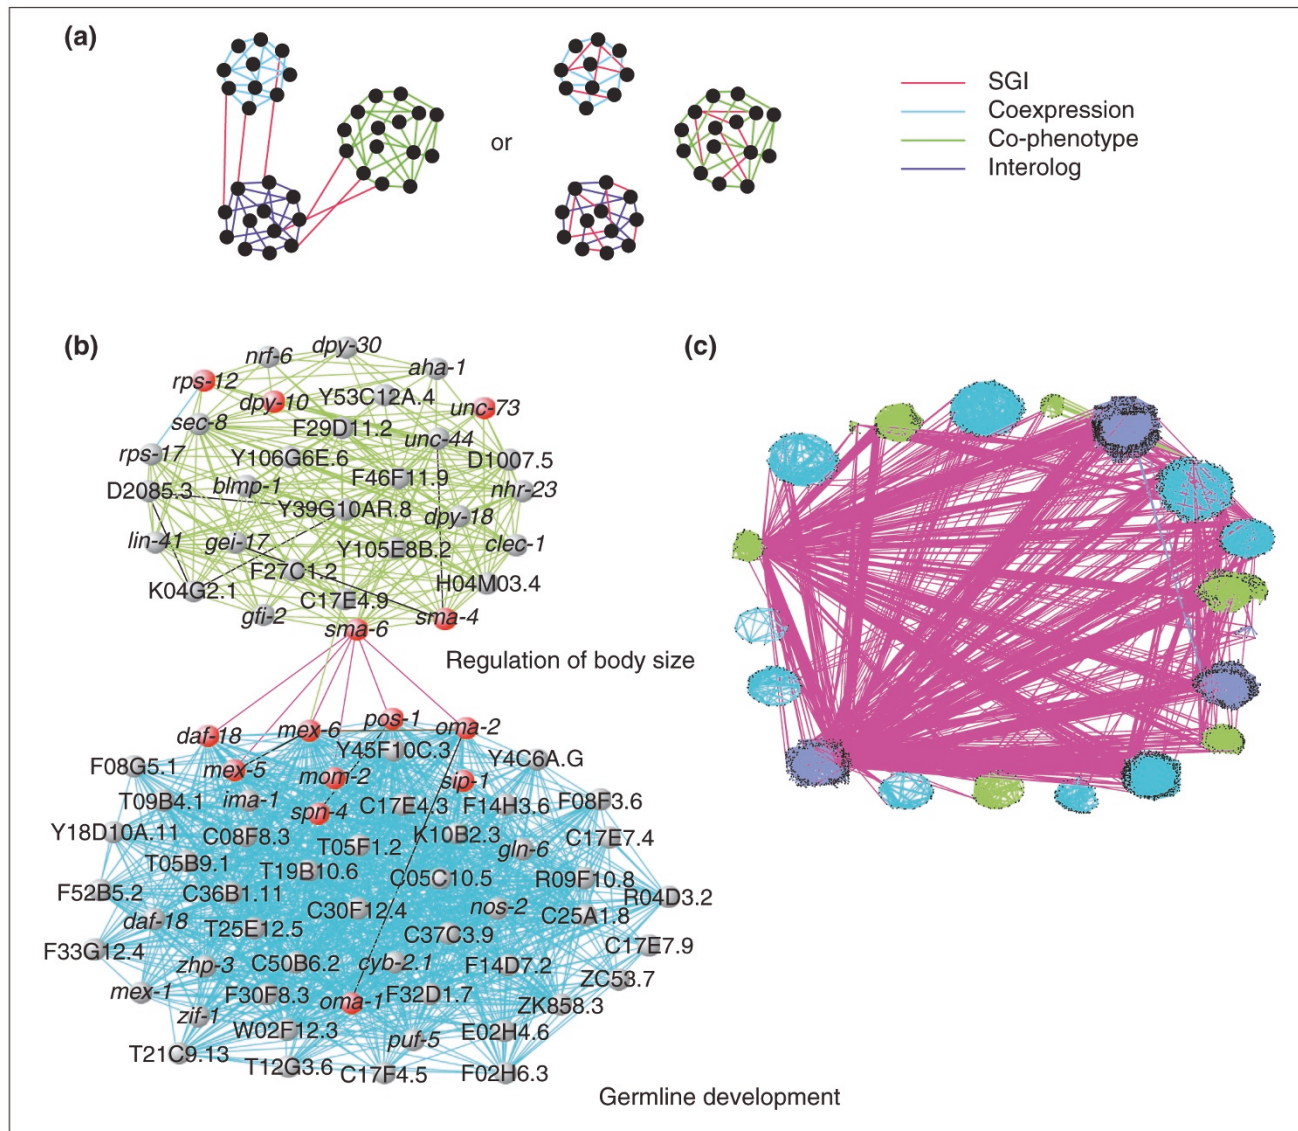 (a)
or
SGI
Coexpression
Co-phenotype
Interolog
(b)
nrf-6
dpy-30
aha-1
rps-12
dpy-10
Y53C12A.4
unc-73
sec-8
F29D11.2
unc-44
rps-17
Y106G6E.6
D1007.5
D2085.3
blmp-1
F46F11.9
nhr-23
Y39G10AR.8
dpy-18
lin-41
gei-17
Y105E8B.2
clec-1
K04G2.1
F27C1.2
H04M03.4
gfi-2
C17E4.9
sma-6
sma-4
Regulation of body size
daf-18
mex-6
pos-1
oma-2
F08G5.1
mex-5
mom-2
Y45F10C.3
sip-1
Y4C6A.G
T09B4.1
ima-1
spn-4
C17E4.3
F14H3.6
F08F3.6
Y18D10A.11
C08F8.3
T05F1.2
K10B2.3
gln-6
C17E7.4
T05B9.1
T19B10.6
C05C10.5
R09F10.8
F52B5.2
C36B1.11
R04D3.2
daf-18
T25E12.5
C30F12.4
nos-2
C25A1.8
F33G12.4
C37C3.9
C17E7.9
zhp-3
C50B6.2
cyb-2.1
F14D7.2
ZC53.7
mex-1
F30F8.3
oma-1
F32D1.7
ZK858.3
zif-1
W02F12.3
puf-5
E02H4.6
T21C9.13
T12G3.6
C17F4.5
F02H6.3
Germline development
(c)